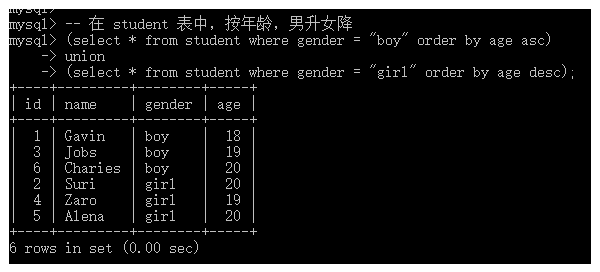 mysql>
mysql> -- 在 student 表中，按年龄，男升女降
mysql> (select * from student where gender = "boy" order by age asc)
    -> union
    -> (select * from student where gender = "girl" order by age desc);
+----+---------+--------+-----+
| id | name    | gender | age |
+----+---------+--------+-----+
|  1 | Gavin   | boy    |  18 |
|  3 | Jobs    | boy    |  19 |
|  6 | Charies | boy    |  20 |
|  2 | Suri    | girl   |  20 |
|  4 | Zaro    | girl   |  19 |
|  5 | Alena   | girl   |  20 |
+----+---------+--------+-----+
6 rows in set (0.00 sec)